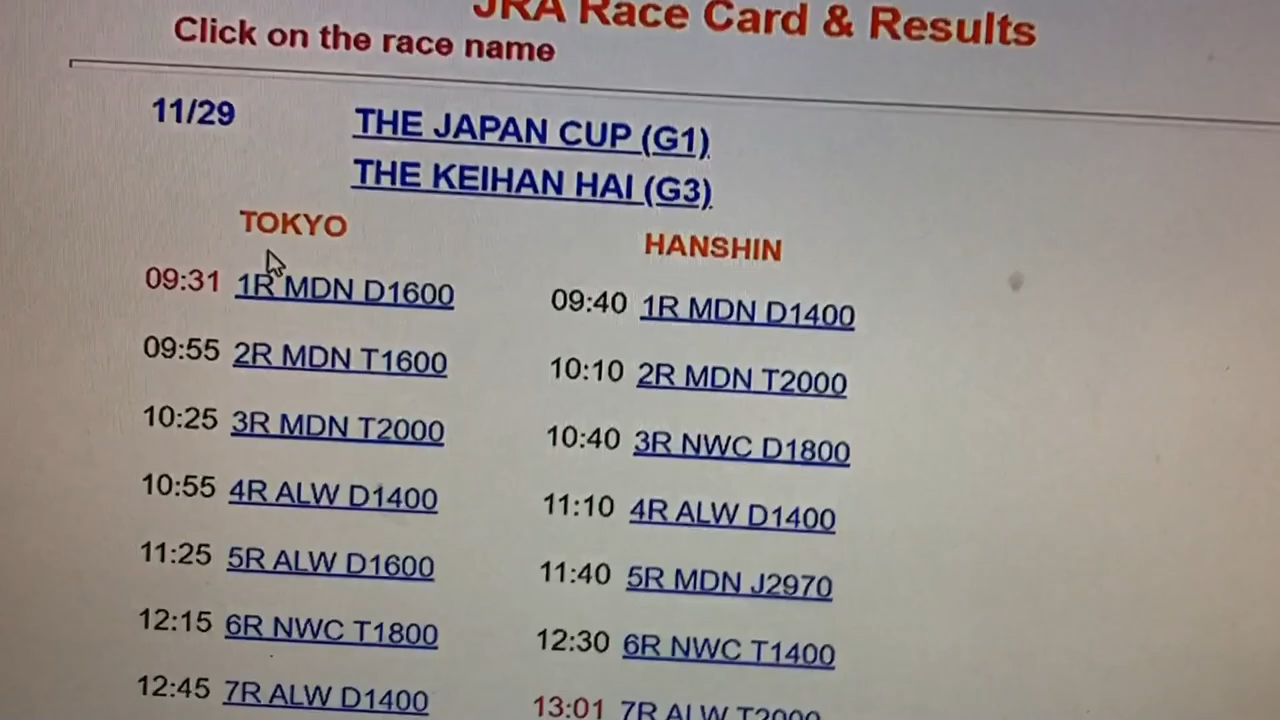 JRA Race Card & Results
Click on the race name
11/29 THE JAPAN CUP (G1)
THE KEIHAN HAI (G3)
TOKYO HANSHIN
09:31 1R MDN D1600 09:40 1R MDN D1400
09:55 2R MDN T1600 10:10 2R MDN T2000
10:25 3R MDN T2000 10:40 3R NWC D1800
10:55 4R ALW D1400 11:10 4R ALW D1400
11:25 5R ALW D1600 11:40 5R MDN J2970
12:15 6R NWC T1800 12:30 6R NWC T1400
12:45 7R ALW D1400 13:01 7R ALW T2000